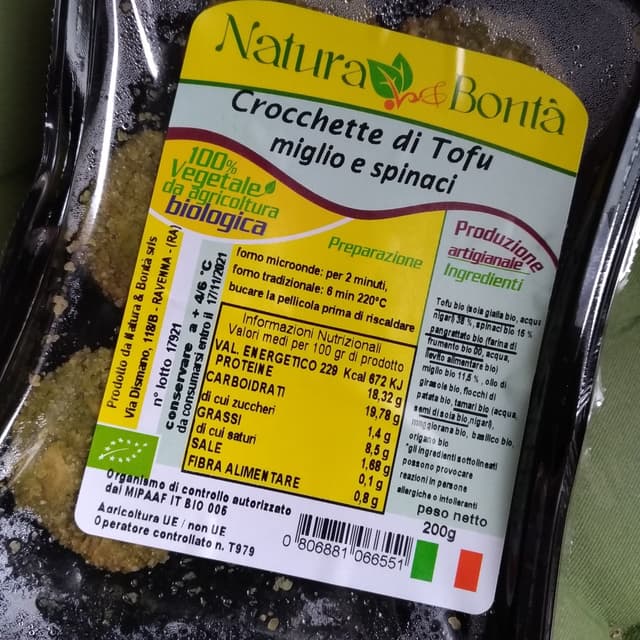 Natura & Bontà
Crocchette di Tofu
miglio e spinaci
100%
Vegetale
da agricoltura
biologica
Preparazione
forno microonde: per 2 minuti,
forno tradizionale: 6 min 220°C
bucare la pellicola prima di riscaldare
Informazioni Nutrizionali
Valori medi per 100 gr di prodotto
VAL. ENERGETICO 229 Kcal 672 KJ
PROTEINE 18,32 g
CARBOIDRATI 19,78 g
di cui zuccheri 1,4 g
GRASSI 8,5 g
di cui saturi 1,68 g
SALE 0,1 g
FIBRA ALIMENTARE 0,8 g
Produzione
artigianale
Ingredienti
Tofu bio (soia gialla bio, acqua,
nigari) 38 %, spinaci bio 16 %
pangrattato bio (farina di
frumento bio 00, acqua
lievito alimentare bio)
miglio bio 11,5 %, olio di
girasole bio, fiocchi di
patata bio, tamari bio (acqua,
semi di soia bio, nigari),
maggiorana bio, basilico bio,
origano bio
*gli ingredienti sottolineati
possono provocare
reazioni in persone
allergiche o intolleranti
peso netto
200g
Prodotto da Natura & Bontà srls
Via Dismano, 118/B - RAVENNA - (RA)
n° lotto 17921
conservare a + 4/6 °C
da consumarsi entro il 17/11/2021
Organismo di controllo autorizzato
dal MIPAAF IT BIO 006
Agricoltura UE / non UE
Operatore controllato n. T979
0 806881 066551